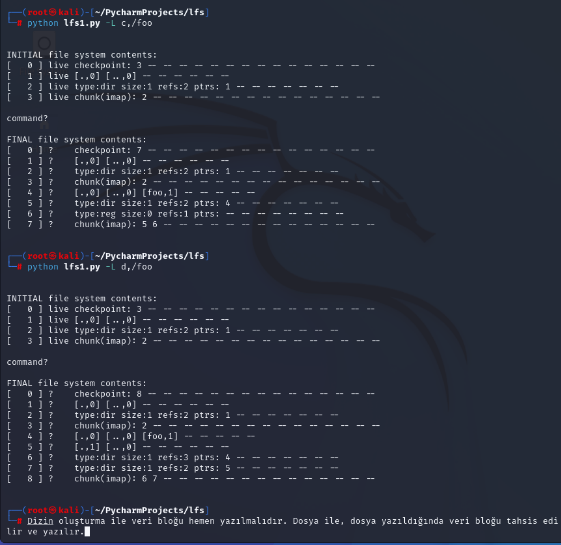 ┌──(root㉿kali)-[~/PycharmProjects/lfs]
└─# python lfs1.py -L c,/foo
INITIAL file system contents:
[   0 ] live checkpoint: 3 -- -- -- -- -- -- -- -- -- -- -- -- -- -- --
[   1 ] live [.,0] [..,0] -- -- -- -- -- --
[   2 ] live type:dir size:1 refs:2 ptrs: 1 -- -- -- -- -- -- --
[   3 ] live chunk(imap): 2 -- -- -- -- -- -- -- -- -- -- -- -- -- -- --
command?
FINAL file system contents:
[   0 ] ?    checkpoint: 7 -- -- -- -- -- -- -- -- -- -- -- -- -- -- --
[   1 ] ?    [.,0] [..,0] -- -- -- -- -- --
[   2 ] ?    type:dir size:1 refs:2 ptrs: 1 -- -- -- -- -- -- --
[   3 ] ?    chunk(imap): 2 -- -- -- -- -- -- -- -- -- -- -- -- -- -- --
[   4 ] ?    [.,0] [..,0] [foo,1] -- -- -- -- --
[   5 ] ?    type:dir size:1 refs:2 ptrs: 4 -- -- -- -- -- -- --
[   6 ] ?    type:reg size:0 refs:1 ptrs: -- -- -- -- -- -- -- --
[   7 ] ?    chunk(imap): 5 6 -- -- -- -- -- -- -- -- -- -- -- -- -- --
┌──(root㉿kali)-[~/PycharmProjects/lfs]
└─# python lfs1.py -L d,/foo
INITIAL file system contents:
[   0 ] live checkpoint: 3 -- -- -- -- -- -- -- -- -- -- -- -- -- -- --
[   1 ] live [.,0] [..,0] -- -- -- -- -- --
[   2 ] live type:dir size:1 refs:2 ptrs: 1 -- -- -- -- -- -- --
[   3 ] live chunk(imap): 2 -- -- -- -- -- -- -- -- -- -- -- -- -- -- --
command?
FINAL file system contents:
[   0 ] ?    checkpoint: 8 -- -- -- -- -- -- -- -- -- -- -- -- -- -- --
[   1 ] ?    [.,0] [..,0] -- -- -- -- -- --
[   2 ] ?    type:dir size:1 refs:2 ptrs: 1 -- -- -- -- -- -- --
[   3 ] ?    chunk(imap): 2 -- -- -- -- -- -- -- -- -- -- -- -- -- -- --
[   4 ] ?    [.,0] [..,0] [foo,1] -- -- -- -- --
[   5 ] ?    [.,1] [..,0] -- -- -- -- -- --
[   6 ] ?    type:dir size:1 refs:3 ptrs: 4 -- -- -- -- -- -- --
[   7 ] ?    type:dir size:1 refs:2 ptrs: 5 -- -- -- -- -- -- --
[   8 ] ?    chunk(imap): 6 7 -- -- -- -- -- -- -- -- -- -- -- -- -- --
┌──(root㉿kali)-[~/PycharmProjects/lfs]
└─# Dizin oluşturma ile veri bloğu hemen yazılmalıdır. Dosya ile, dosya yazıldığında veri bloğu tahsis edi
lir ve yazılır.